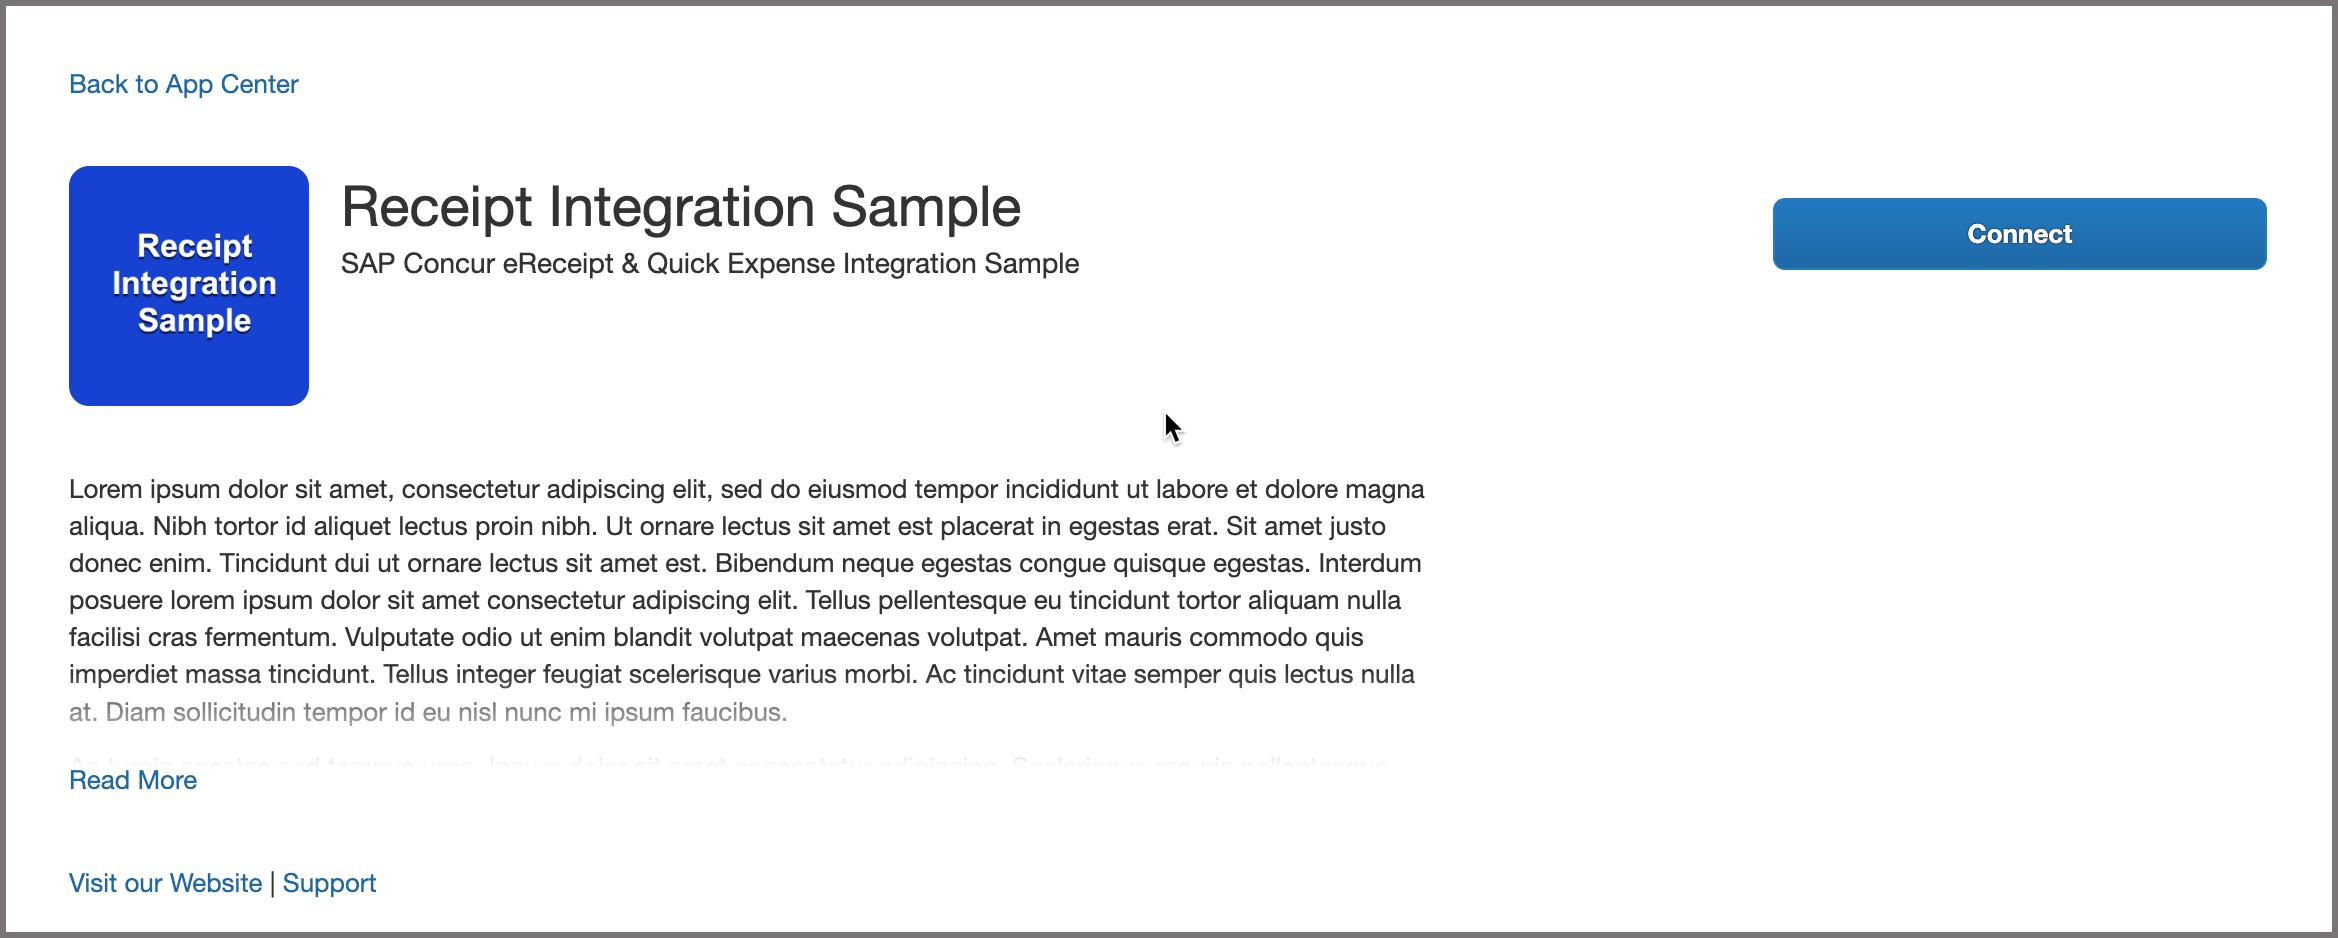 Back to App Center
Receipt
Integration
Sample
Receipt Integration Sample
SAP Concur eReceipt & Quick Expense Integration Sample
Connect
Lorem ipsum dolor sit amet, consectetur adipiscing elit, sed do eiusmod tempor incididunt ut labore et dolore magna
aliqua. Nibh tortor id aliquet lectus proin nibh. Ut ornare lectus sit amet est placerat in egestas erat. Sit amet justo
donec enim. Tincidunt dui ut ornare lectus sit amet est. Bibendum neque egestas congue quisque egestas. Interdum
posuere lorem ipsum dolor sit amet consectetur adipiscing elit. Tellus pellentesque eu tincidunt tortor aliquam nulla
facilisi cras fermentum. Vulputate odio ut enim blandit volutpat maecenas volutpat. Amet mauris commodo quis
imperdiet massa tincidunt. Tellus integer feugiat scelerisque varius morbi. Ac tincidunt vitae semper quis lectus nulla
at. Diam sollicitudin tempor id eu nisl nunc mi ipsum faucibus.
Read More
Visit our Website | Support